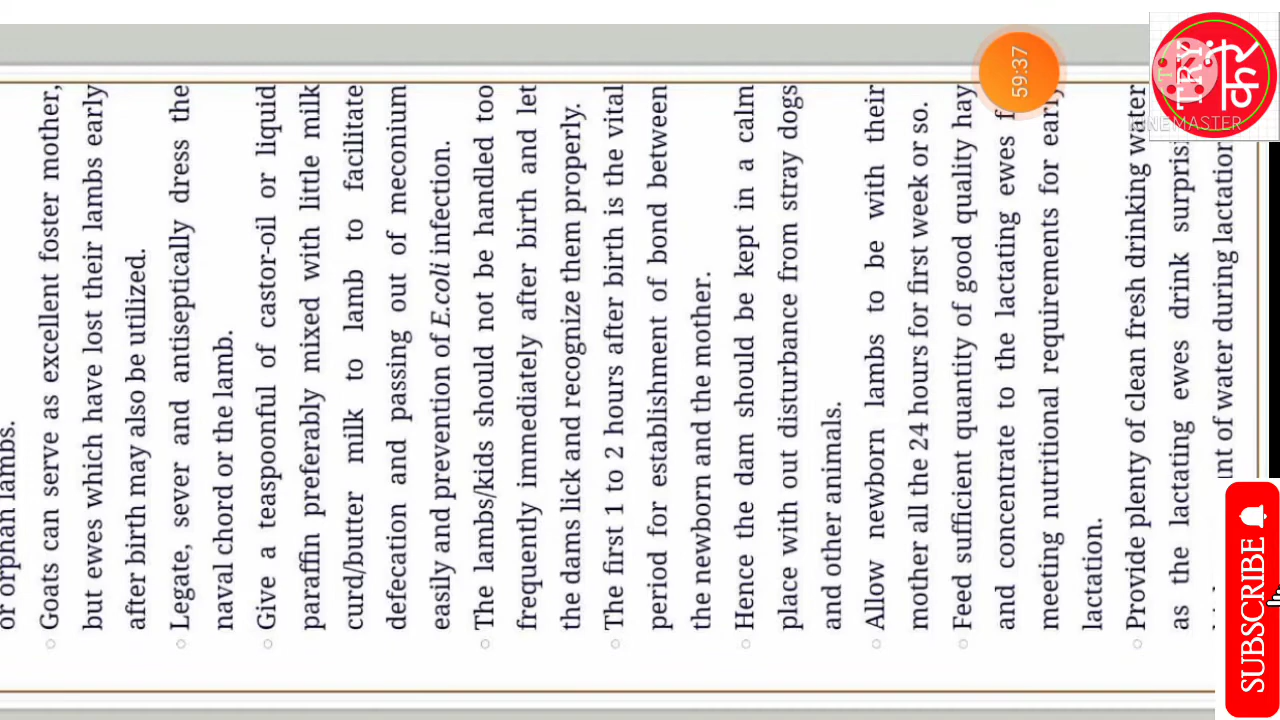 or orphan lambs.
Goats can serve as excellent foster mother,
but ewes which have lost their lambs early
after birth may also be utilized.
Legate, sever and antiseptically dress the
naval chord or the lamb.
Give a teaspoonful of castor-oil or liquid
paraffin preferably mixed with little milk
curd/butter milk to lamb to facilitate
defecation and passing out of meconium
easily and prevention of E.coli infection.
The lambs/kids should not be handled too
frequently immediately after birth and let
the dams lick and recognize them properly.
The first 1 to 2 hours after birth is the vital
period for establishment of bond between
the newborn and the mother.
Hence the dam should be kept in a calm
place with out disturbance from stray dogs
and other animals.
Allow newborn lambs to be with their
mother all the 24 hours for first week or so.
Feed sufficient quantity of good quality hay
and concentrate to the lactating ewes f
meeting nutritional requirements for early
lactation.
Provide plenty of clean fresh drinking water
as the lactating ewes drink surprisi
unt of water during lactation
59:37
TRY
करें
KINEMASTER
SUBSCRIBE